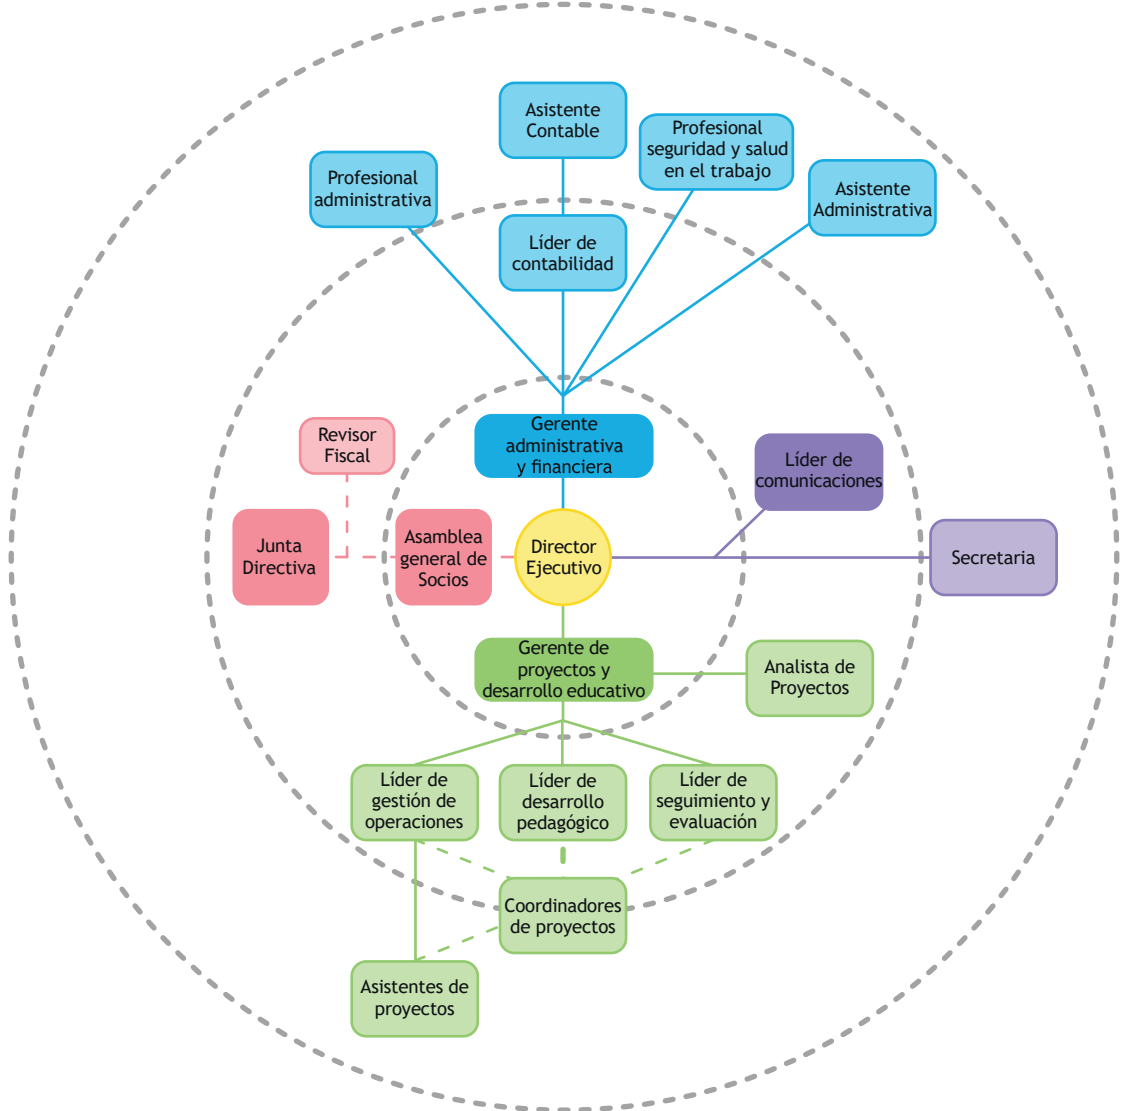 Asistente
Contable
Profesional
seguridad y salud
en el trabajo
Profesional
administrativa
Asistente
Administrativa
Líder de
contabilidad
Gerente
administrativa
y financiera
Revisor
Fiscal
Líder de
comunicaciones
Junta
Directiva
Asamblea
general de
Socios
Director
Ejecutivo
Secretaria
Gerente de
proyectos y
desarrollo educativo
Analista de
Proyectos
Líder de
gestión de
operaciones
Líder de
desarrollo
pedagógico
Líder de
seguimiento y
evaluación
Coordinadores
de proyectos
Asistentes de
proyectos